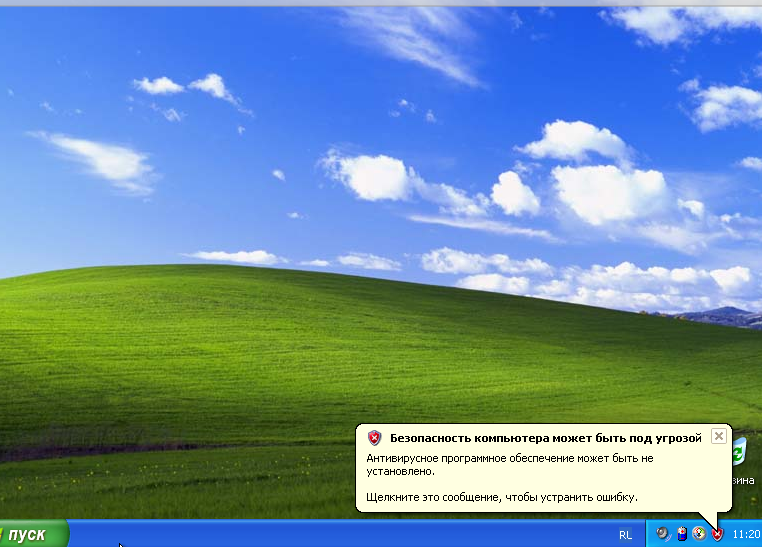 Безопасность компьютера может быть под угрозой
Антивирусное программное обеспечение может быть не
установлено.
Щелкните это сообщение, чтобы устранить ошибку.
зина
пуск
RL
11:20